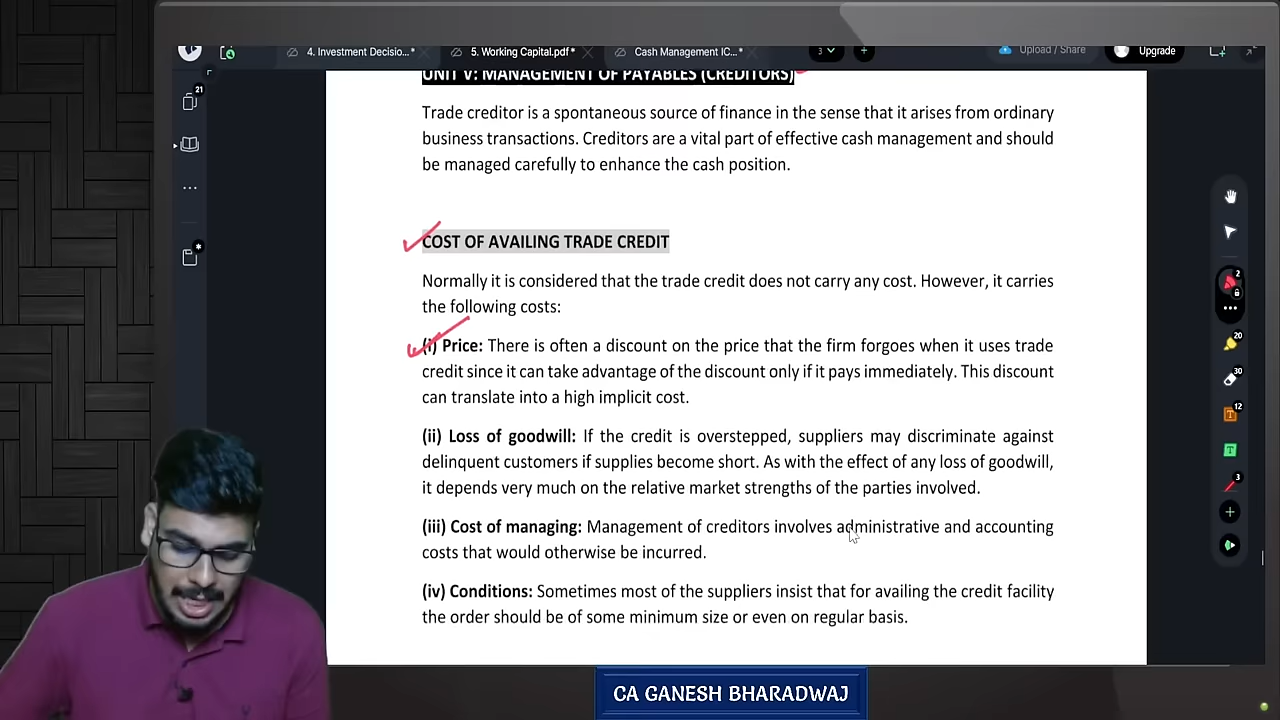 4. Investment Decisio...*
5. Working Capital.pdf*
Cash Management IC...*
3
+
Upload / Share
Upgrade
UNIT V: MANAGEMENT OF PAYABLES (CREDITORS)
Trade creditor is a spontaneous source of finance in the sense that it arises from ordinary
business transactions. Creditors are a vital part of effective cash management and should
be managed carefully to enhance the cash position.
COST OF AVAILING TRADE CREDIT
Normally it is considered that the trade credit does not carry any cost. However, it carries
the following costs:
(i) Price: There is often a discount on the price that the firm forgoes when it uses trade
credit since it can take advantage of the discount only if it pays immediately. This discount
can translate into a high implicit cost.
(ii) Loss of goodwill: If the credit is overstepped, suppliers may discriminate against
delinquent customers if supplies become short. As with the effect of any loss of goodwill,
it depends very much on the relative market strengths of the parties involved.
(iii) Cost of managing: Management of creditors involves administrative and accounting
costs that would otherwise be incurred.
(iv) Conditions: Sometimes most of the suppliers insist that for availing the credit facility
the order should be of some minimum size or even on regular basis.
21
2
20
30
12
T
T
3
CA GANESH BHARADWAJ